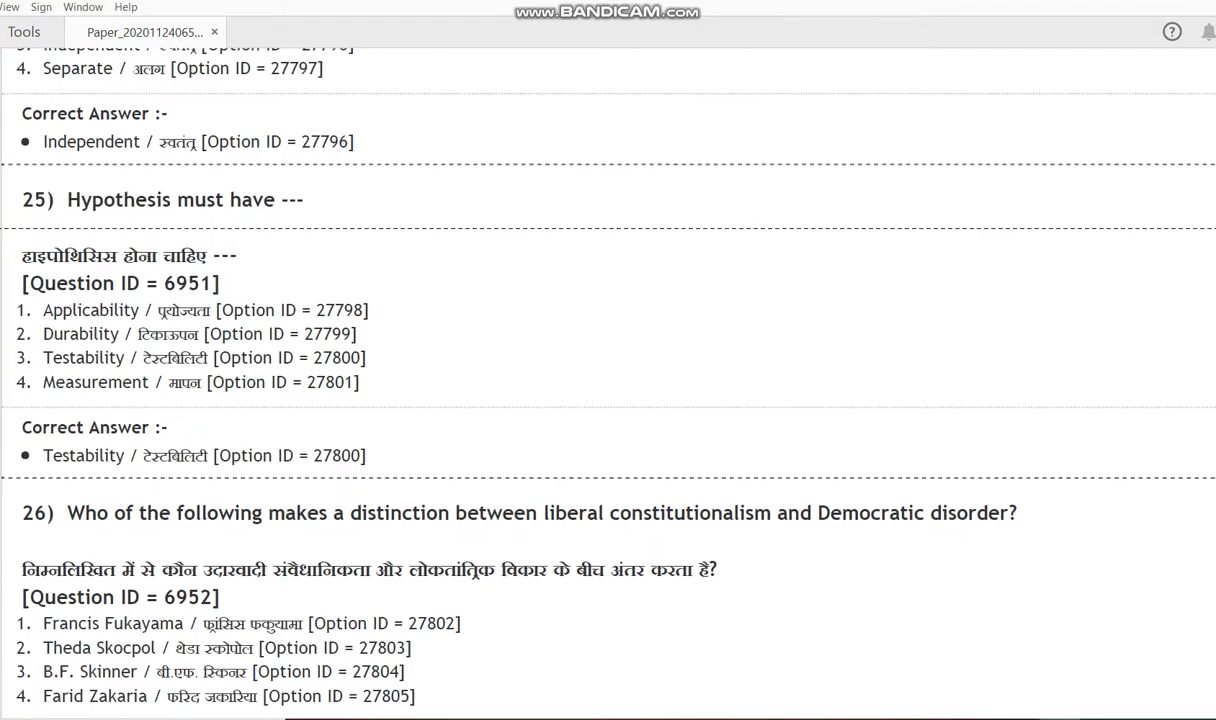 View Sign Window Help
www.BANDICAM.com
Tools Paper_20201124065... ×
3. Independent / स्वतंत्र [Option ID = 27796]
4. Separate / अलग [Option ID = 27797]
Correct Answer :-
• Independent / स्वतंत्र [Option ID = 27796]
25) Hypothesis must have ---
हाइपोथिसिस होना चाहिए ---
[Question ID = 6951]
1. Applicability / प्रयोज्यता [Option ID = 27798]
2. Durability / टिकाऊपन [Option ID = 27799]
3. Testability / टेस्टबिलिटी [Option ID = 27800]
4. Measurement / मापन [Option ID = 27801]
Correct Answer :-
• Testability / टेस्टबिलिटी [Option ID = 27800]
26) Who of the following makes a distinction between liberal constitutionalism and Democratic disorder?
निम्नलिखित में से कौन उदारवादी संवैधानिकता और लोकतांत्रिक विकार के बीच अंतर करता है?
[Question ID = 6952]
1. Francis Fukayama / फ्रांसिस फकुयामा [Option ID = 27802]
2. Theda Skocpol / थेडा स्कोपोल [Option ID = 27803]
3. B.F. Skinner / बी.एफ. स्किनर [Option ID = 27804]
4. Farid Zakaria / फरिद जकारिया [Option ID = 27805]